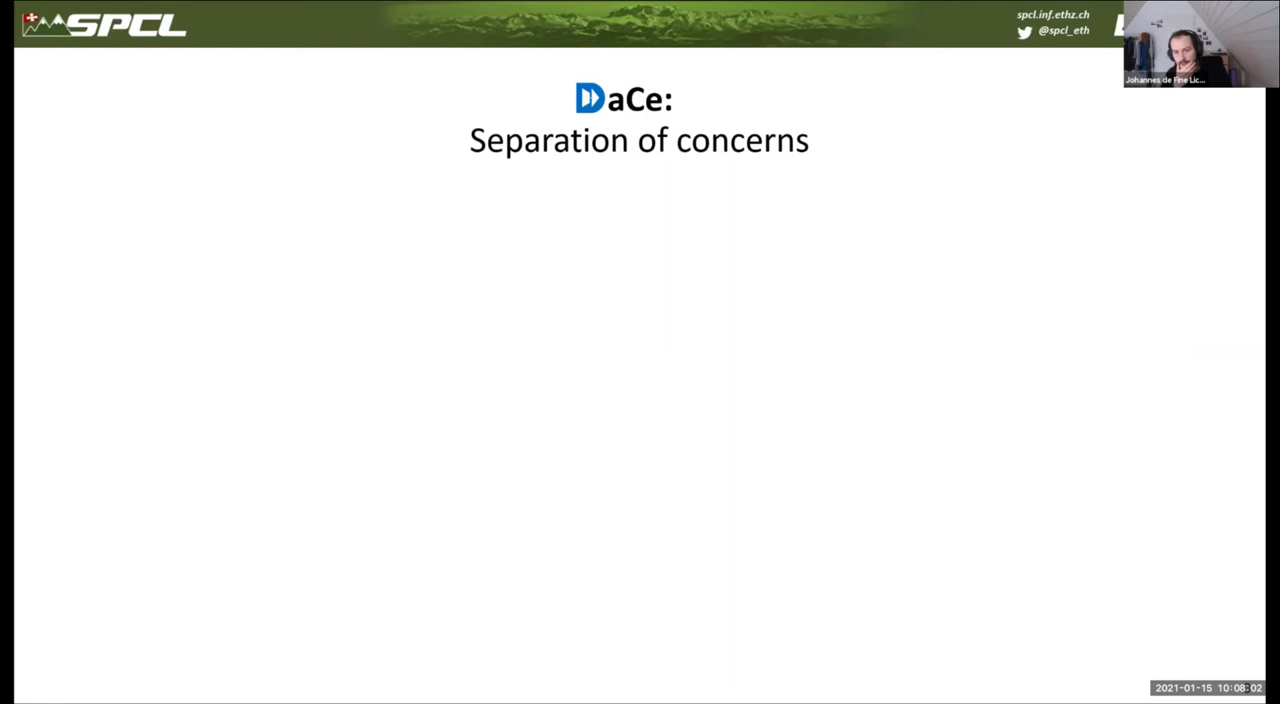 SPCL
spcl.inf.ethz.ch
@spcl_eth
DaCe:
Separation of concerns
Johannes de Fine Lic...
2021-01-15 10:08:02